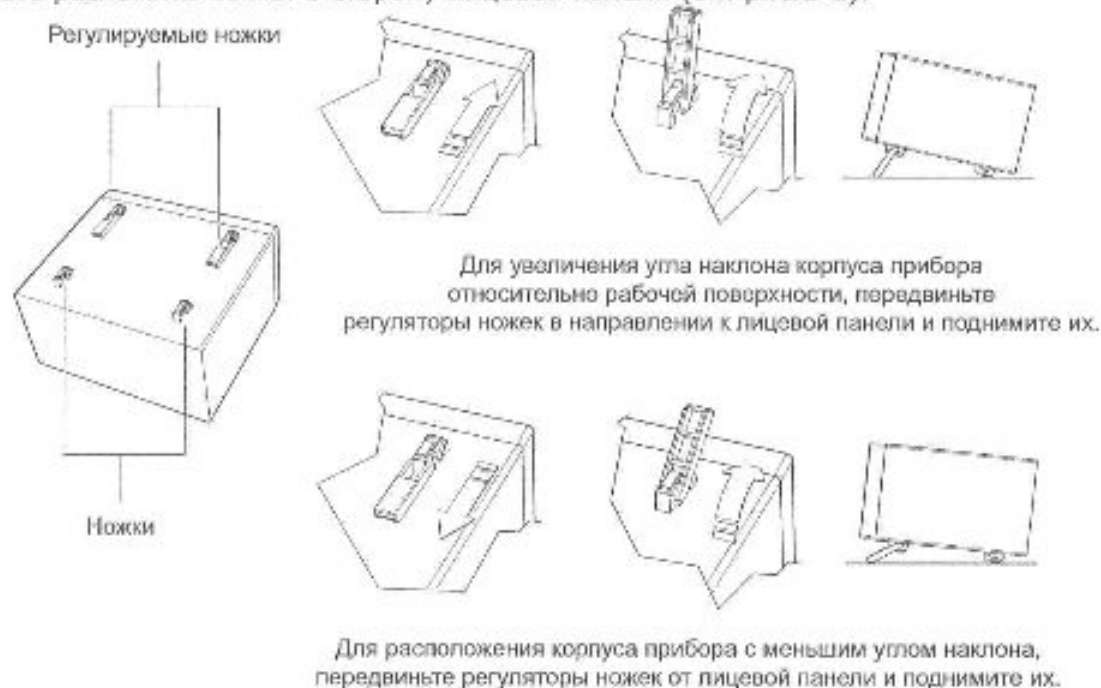 Регулируемые ножки
Для увеличения угла наклона корпуса прибора
относительно рабочей поверхности, передвиньте
регуляторы ножек в направлении к лицевой панели и поднимите их.
Ножки
Для расположения корпуса прибора с меньшим углом наклона,
передвиньте регуляторы ножек от лицевой панели и поднимите их.